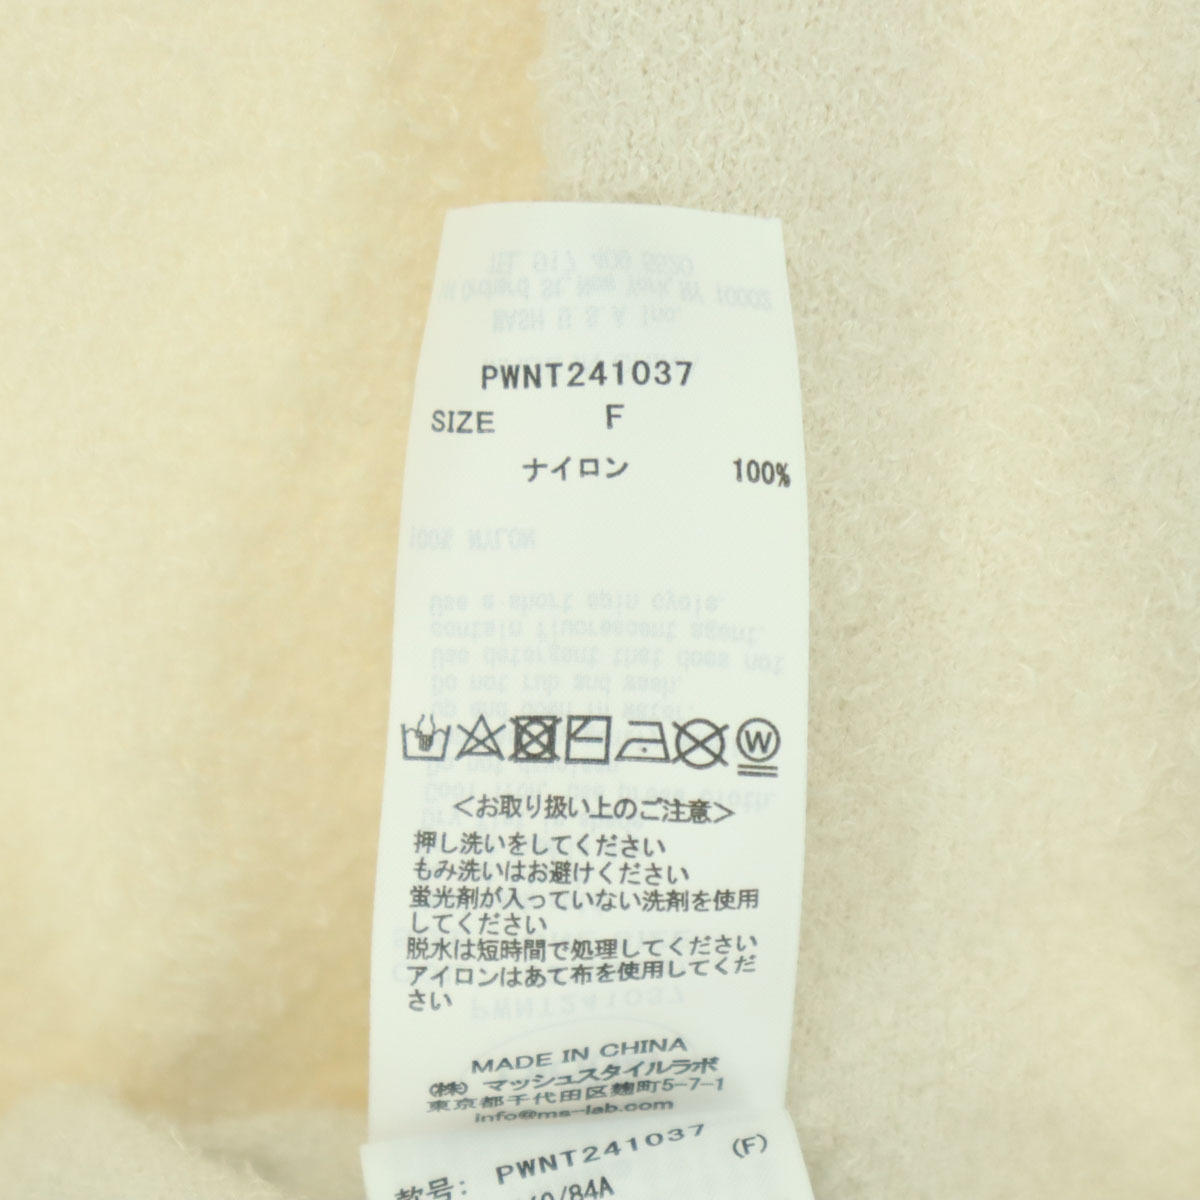 PWNT241037
SIZE F
ナイロン 100%
W
<お取り扱い上のご注意>
押し洗いをしてください
もみ洗いはお避けください
蛍光剤が入っていない洗剤を使用
してください
脱水は短時間で処理してください
アイロンはあて布を使用してくだ
さい
MADE IN CHINA
(株) マッシュスタイルラボ
東京都千代田区麹町5-7-1
info@ms-lab.com
款号: PWNT241037 (F)
/84A